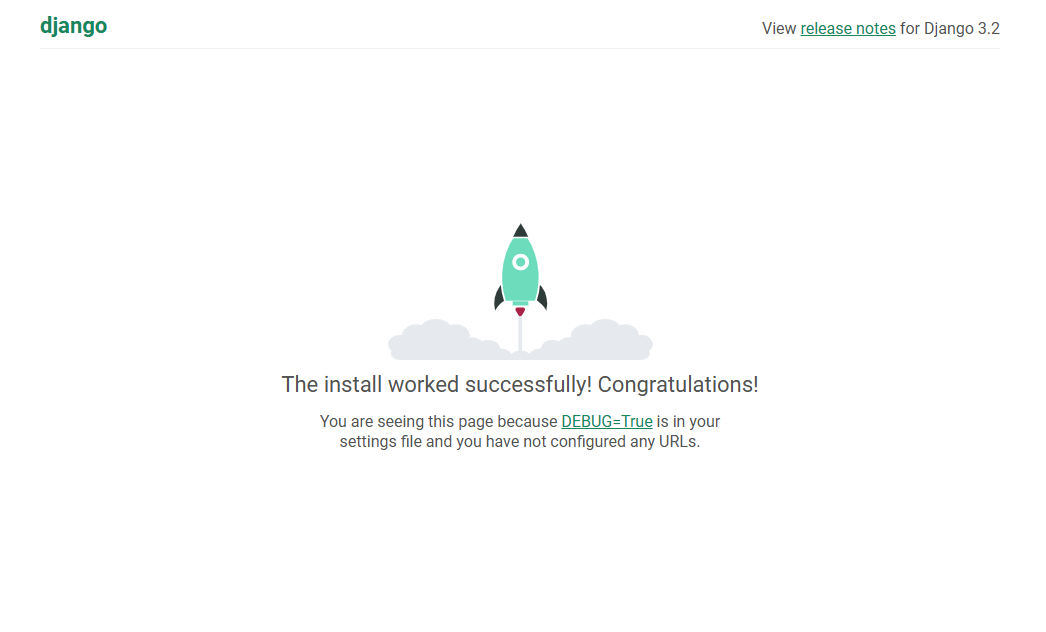 django
View release notes for Django 3.2
The install worked successfully! Congratulations!
You are seeing this page because DEBUG=True is in your
settings file and you have not configured any URLs.